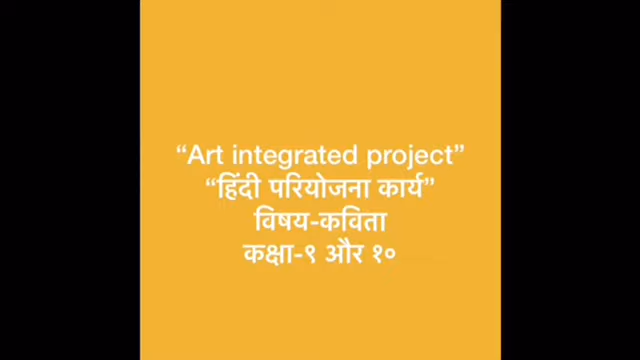 “Art integrated project”
“हिंदी परियोजना कार्य”
विषय-कविता
कक्षा-९ और १०